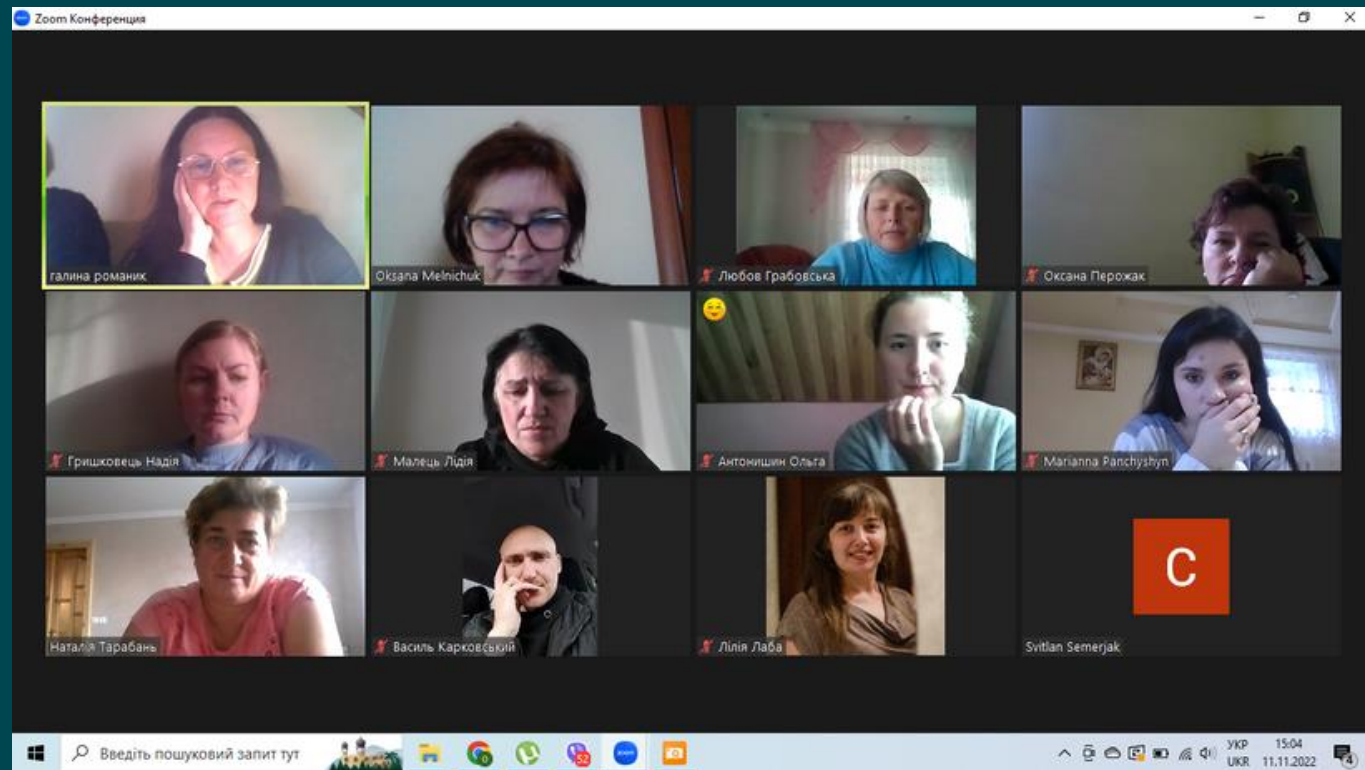 Zoom Конференция
галина романик
Oksana Melnichuk
Любов Грабовська
Оксана Перожак
Гришковець Надія
Малець Лідія
Антонишин Ольга
Marianna Panchyshyn
Наталія Тарабань
Василь Карковський
Лілія Лаба
C
Svitlan Semerjak
Введіть пошуковий запит тут
52
zoom
УКР
UKR
15:04
11.11.2022
4